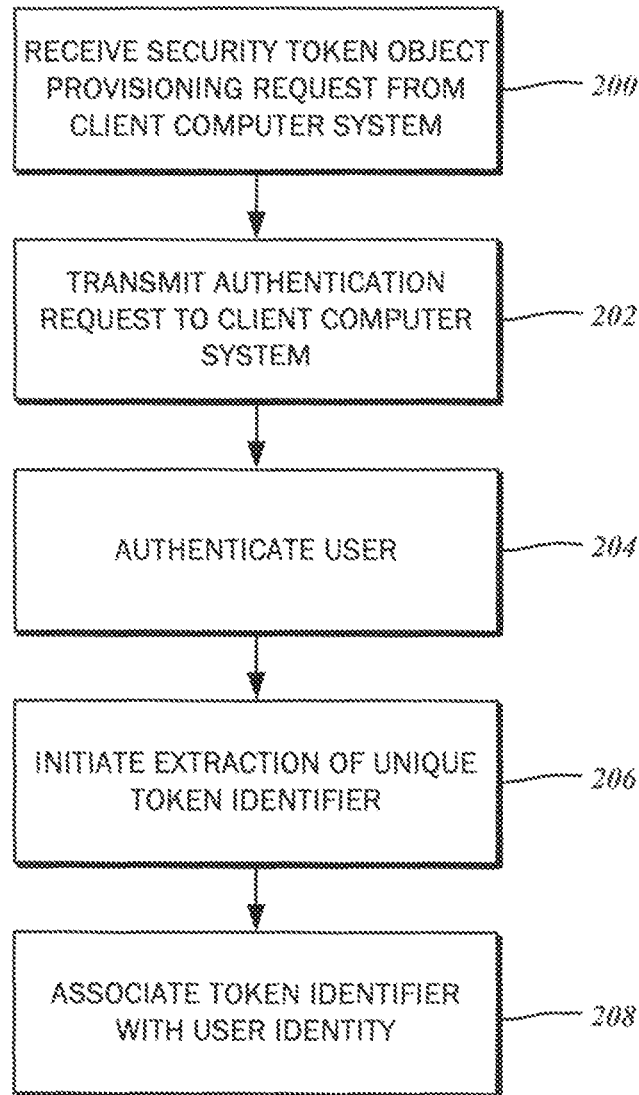 RECEIVE SECURITY TOKEN OBJECT
PROVISIONING REQUEST FROM
CLIENT COMPUTER SYSTEM
200
TRANSMIT AUTHENTICATION
REQUEST TO CLIENT COMPUTER
SYSTEM
202
AUTHENTICATE USER
204
INITIATE EXTRACTION OF UNIQUE
TOKEN IDENTIFIER
206
ASSOCIATE TOKEN IDENTIFIER
WITH USER IDENTITY
208